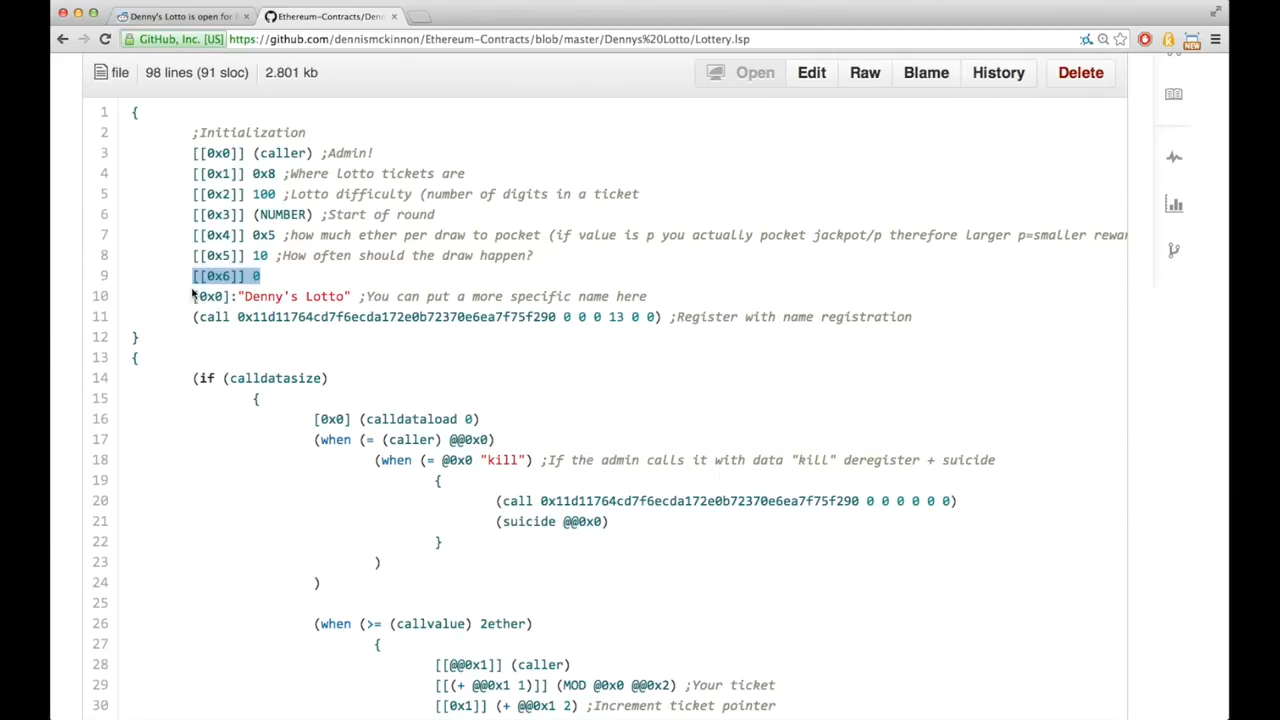 Denny's Lotto is open for
Ethereum-Contracts/Denn
GitHub, Inc. [US] https://github.com/dennismckinnon/Ethereum-Contracts/blob/master/Dennys%20Lotto/Lottery.lsp
NEW
file 98 lines (91 sloc) 2.801 kb Open Edit Raw Blame History Delete
1 {
2 ;Initialization
3 [[0x0]] (caller) ;Admin!
4 [[0x1]] 0x8 ;Where lotto tickets are
5 [[0x2]] 100 ;Lotto difficulty (number of digits in a ticket
6 [[0x3]] (NUMBER) ;Start of round
7 [[0x4]] 0x5 ;how much ether per draw to pocket (if value is p you actually pocket jackpot/p therefore larger p=smaller rewar
8 [[0x5]] 10 ;How often should the draw happen?
9 [[0x6]] 0
10 [0x0]:"Denny's Lotto" ;You can put a more specific name here
11 (call 0x11d11764cd7f6ecda172e0b72370e6ea7f75f290 0 0 0 13 0 0) ;Register with name registration
12 }
13 {
14 (if (calldatasize)
15 {
16 [0x0] (calldataload 0)
17 (when (= (caller) @@0x0)
18 (when (= @0x0 "kill") ;If the admin calls it with data "kill" deregister + suicide
19 {
20 (call 0x11d11764cd7f6ecda172e0b72370e6ea7f75f290 0 0 0 0 0 0)
21 (suicide @@0x0)
22 }
23 )
24 )
25
26 (when (>= (callvalue) 2ether)
27 {
28 [[@@0x1]] (caller)
29 [[(+ @@0x1 1)]] (MOD @0x0 @@0x2) ;Your ticket
30 [[0x1]] (+ @@0x1 2) ;Increment ticket pointer